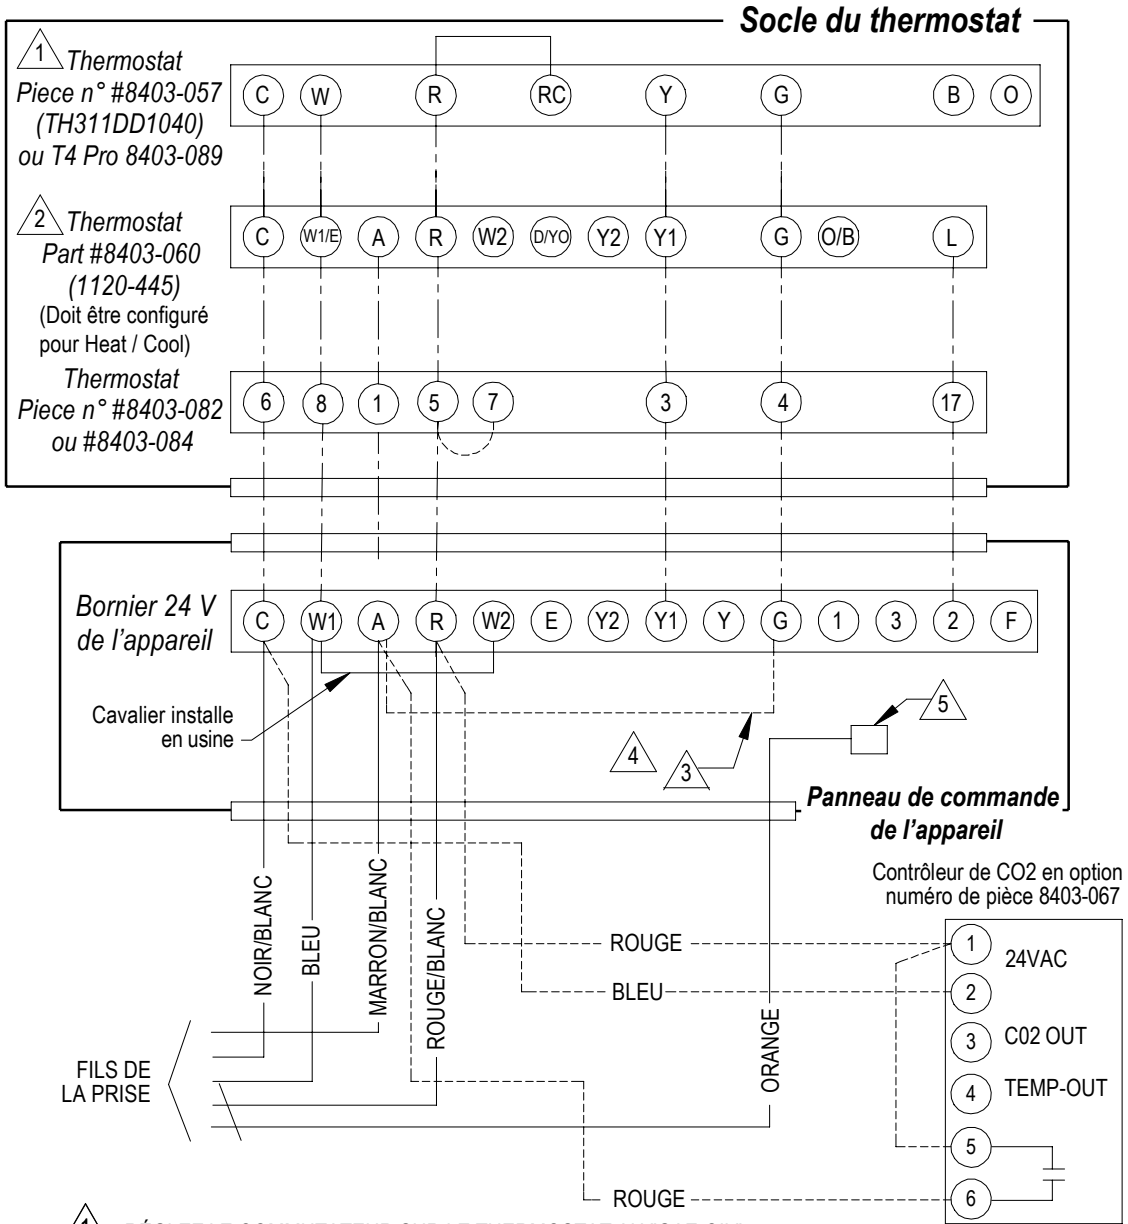 Socle du thermostat
1 Thermostat
Piece n° #8403-057
(TH311DD1040)
ou T4 Pro 8403-089
C W R RC Y G B O
2 Thermostat
Part #8403-060
(1120-445)
(Doit être configuré
pour Heat / Cool)
C W1/E A R W2 D/YO Y2 Y1 G O/B L
Thermostat
Piece n° #8403-082
ou #8403-084
6 8 1 5 7 3 4 17
Bornier 24 V
de l'appareil
C W1 A R W2 E Y2 Y1 Y G 1 3 2 F
Cavalier installe
en usine
4
3
5
Panneau de commande
de l'appareil
Contrôleur de CO2 en option
numéro de pièce 8403-067
NOIR/BLANC
BLEU
MARRON/BLANC
ROUGE/BLANC
ORANGE
ROUGE
BLEU
1 24VAC
2
3 C02 OUT
4 TEMP-OUT
5
6
FILS DE
LA PRISE
ROUGE